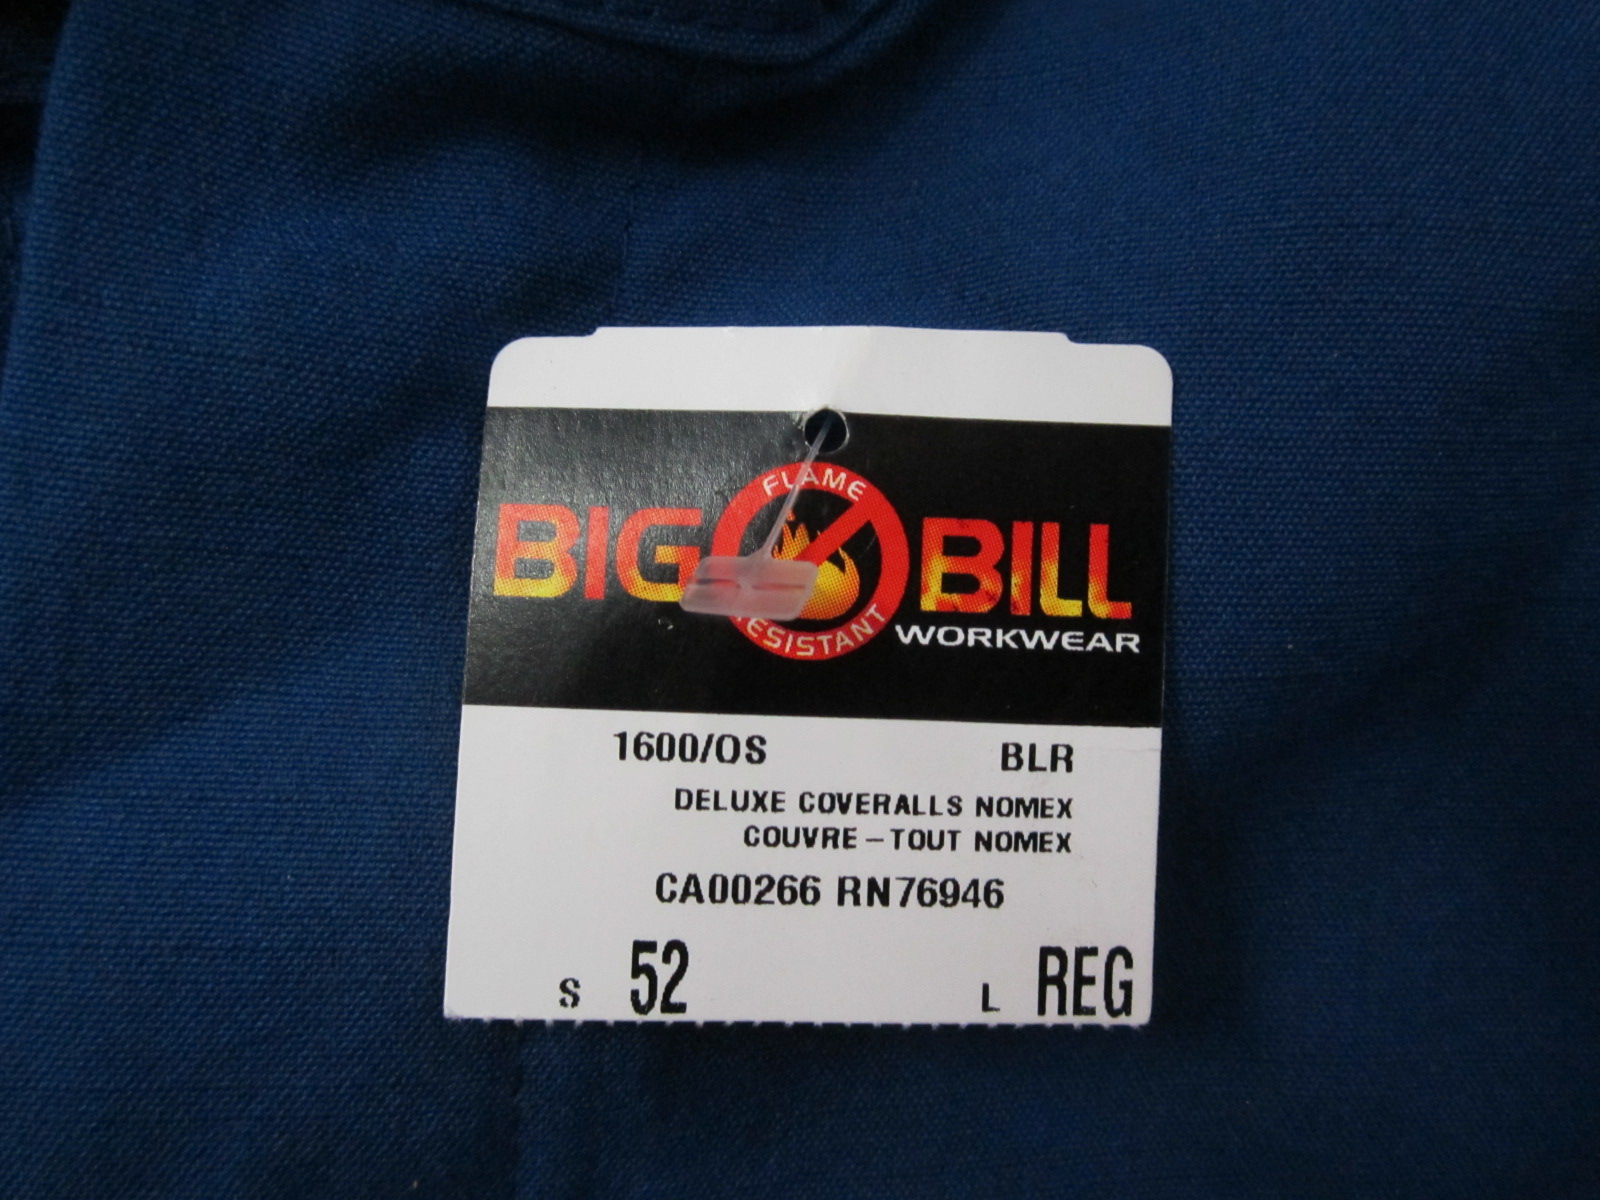 FLAME
BIG BILL
RESISTANT
WORKWEAR
1600/OS BLR
DELUXE COVERALLS NOMEX
COUVRE-TOUT NOMEX
CA00266 RN76946
S 52 L REG